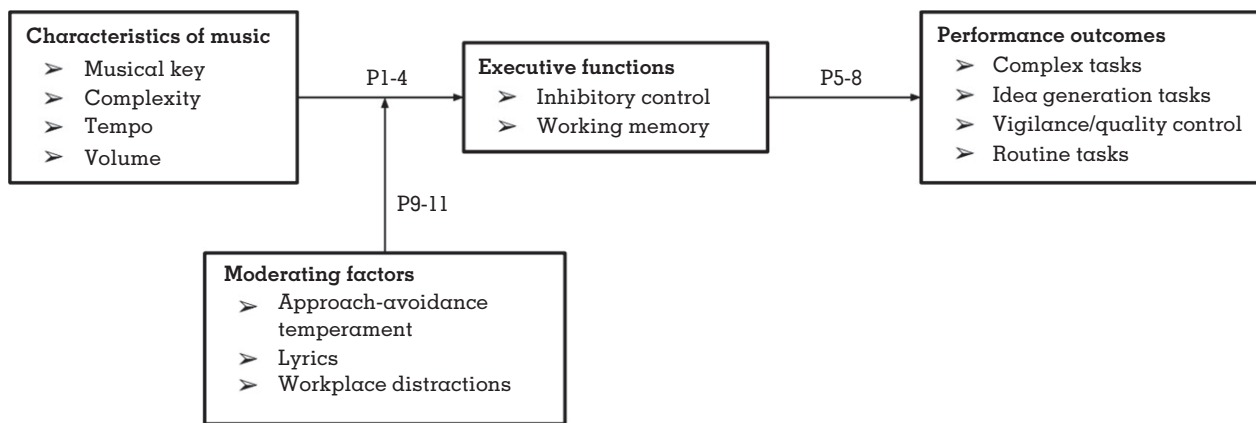 Characteristics of music
➢ Musical key
➢ Complexity
➢ Tempo
➢ Volume
P1-4
Executive functions
➢ Inhibitory control
➢ Working memory
P5-8
Performance outcomes
➢ Complex tasks
➢ Idea generation tasks
➢ Vigilance/quality control
➢ Routine tasks
P9-11
Moderating factors
➢ Approach-avoidance
temperament
➢ Lyrics
➢ Workplace distractions